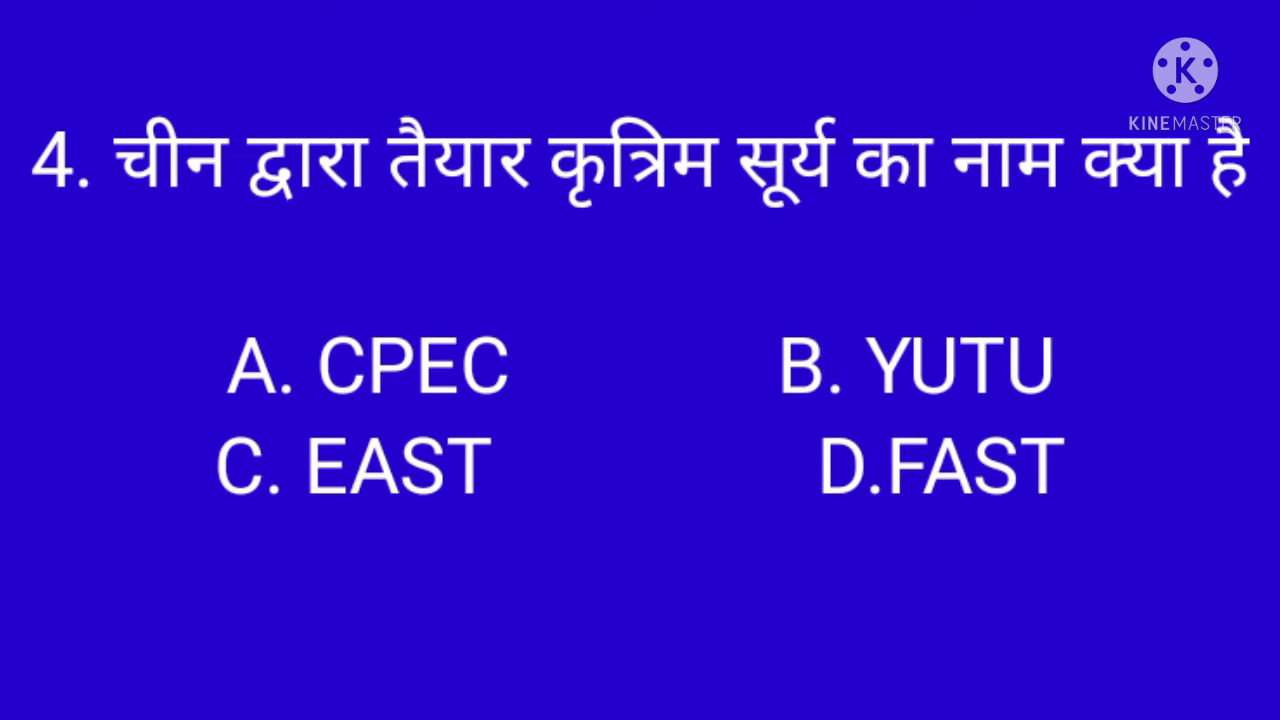 KINEMASTER
4. चीन द्वारा तैयार कृत्रिम सूर्य का नाम क्या है
A. CPEC B. YUTU
C. EAST D.FAST